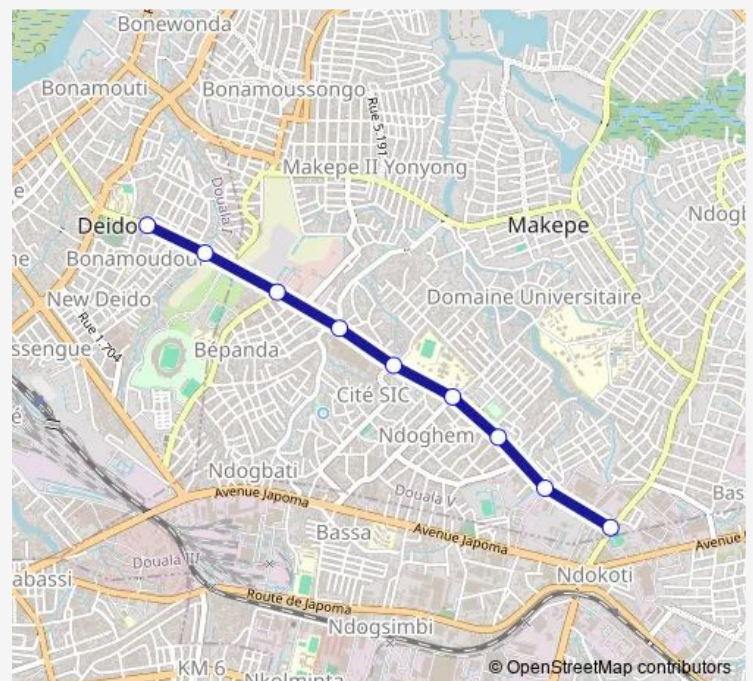 Bonewonda
Bonamouti
Bonamoussongo
Rue 5.191
Makepe II Yonyong
Douala I
Deido
Makepe
Bonamoudou
New Deido
Domaine Universitaire
Rue 1.704
ssengue
Bépanda
Cité SIC
Ndoghem
Ndogbati
Avenue Japoma
Douala V
Bas
Bassa
Avenue Japoma
Avenue
Douala III
abassi
Ndokoti
Route de Japoma
Ndogsimbi
KM 6
Nkolminta
© OpenStreetMap contributors